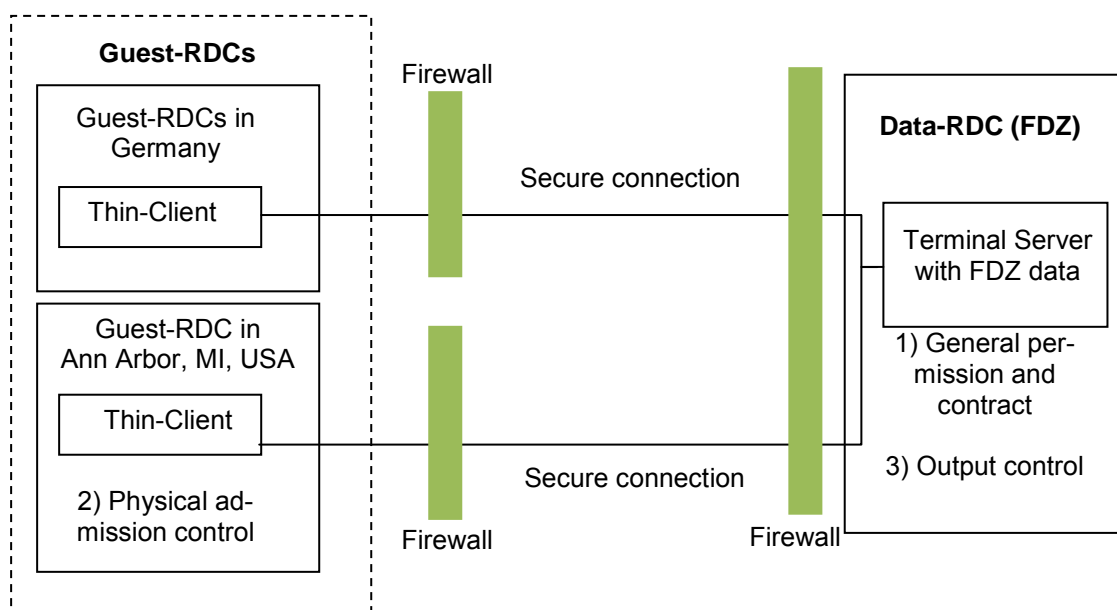 Guest-RDCs
Guest-RDCs in
Germany
Thin-Client
Guest-RDC in
Ann Arbor, MI, USA
Thin-Client
2) Physical ad-
mission control
Firewall
Secure connection
Secure connection
Firewall
Firewall
Data-RDC (FDZ)
Terminal Server
with FDZ data
1) General per-
mission and
contract
3) Output control